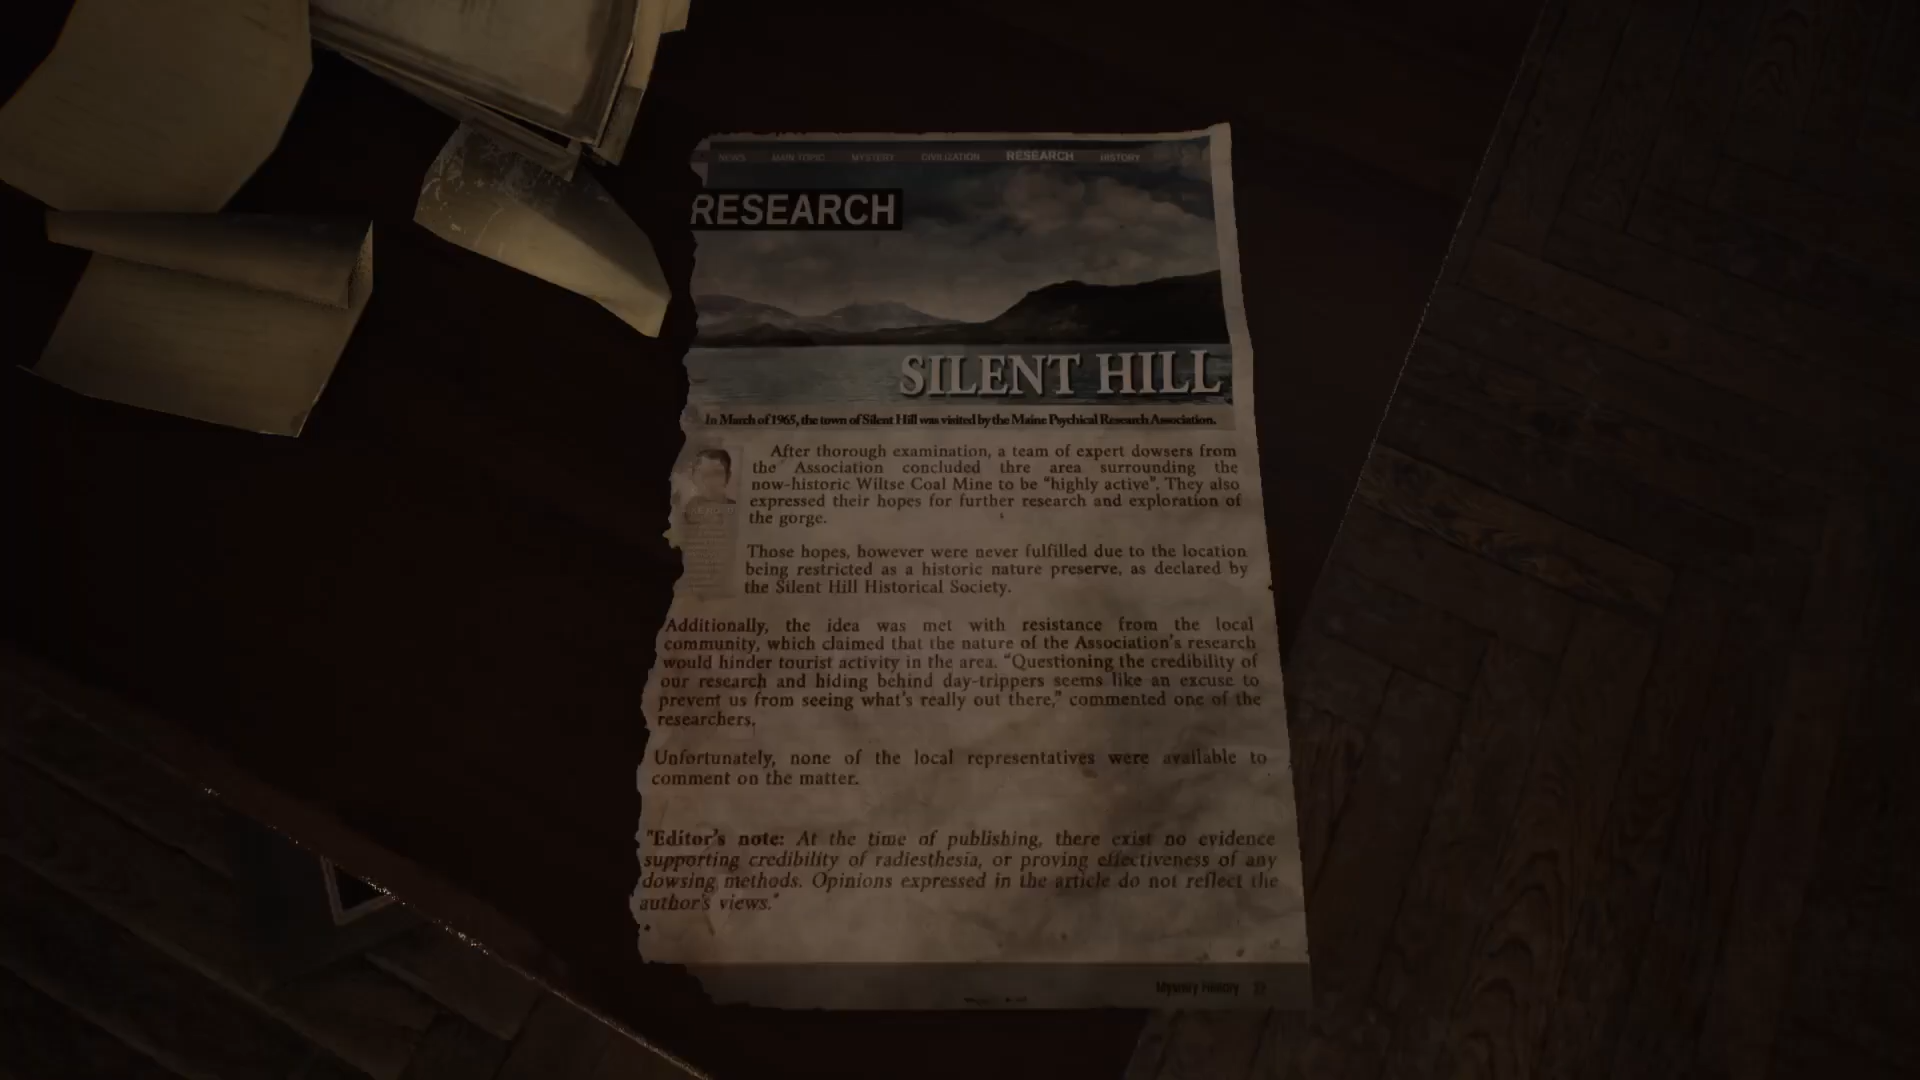 NEWS MAIN TOPIC MYSTERY CIVILIZATION RESEARCH HISTORY
RESEARCH
SILENT HILL
In March of 1965, the town of Silent Hill was visited by the Maine Psychical Research Association.
After thorough examination, a team of expert dowsers from
the Association concluded thre area surrounding the
now-historic Wiltse Coal Mine to be "highly active". They also
expressed their hopes for further research and exploration of
the gorge.
Those hopes, however were never fulfilled due to the location
being restricted as a historic nature preserve, as declared by
the Silent Hill Historical Society.
Additionally, the idea was met with resistance from the local
community, which claimed that the nature of the Association's research
would hinder tourist activity in the area. "Questioning the credibility of
our research and hiding behind day-trippers seems like an excuse to
prevent us from seeing what's really out there," commented one of the
researchers.
Unfortunately, none of the local representatives were available to
comment on the matter.
"Editor's note: At the time of publishing, there exist no evidence
supporting credibility of radiesthesia, or proving effectiveness of any
dowsing methods. Opinions expressed in the article do not reflect the
author's views."